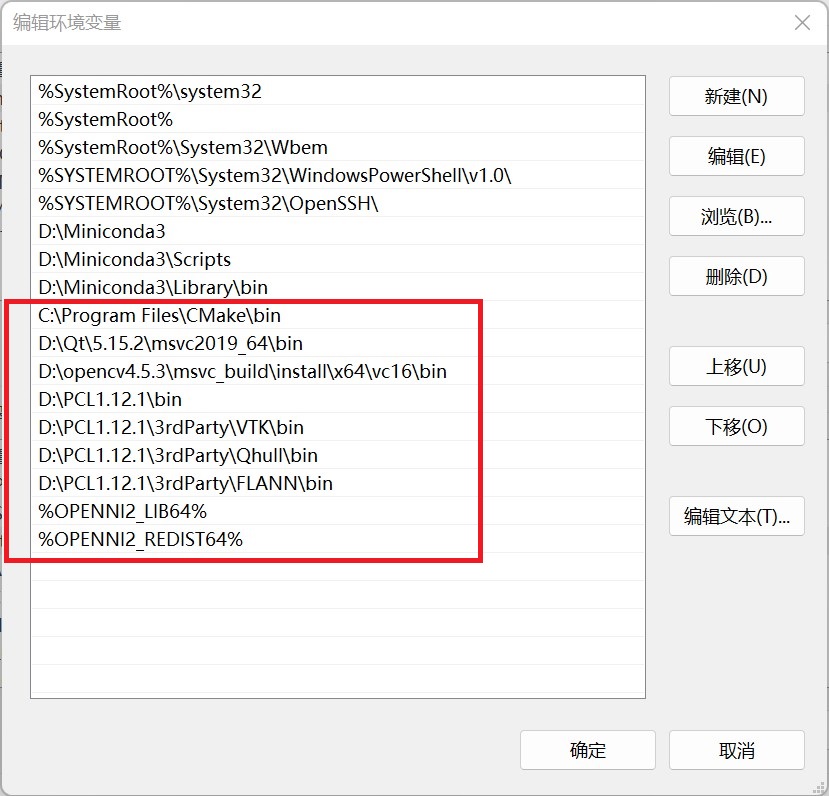 编辑环境变量
%SystemRoot%\system32
%SystemRoot%
%SystemRoot%\System32\Wbem
%SYSTEMROOT%\System32\WindowsPowerShell\v1.0\
%SYSTEMROOT%\System32\OpenSSH\
D:\Miniconda3
D:\Miniconda3\Scripts
D:\Miniconda3\Library\bin
C:\Program Files\CMake\bin
D:\Qt\5.15.2\msvc2019_64\bin
D:\opencv4.5.3\msvc_build\install\x64\vc16\bin
D:\PCL1.12.1\bin
D:\PCL1.12.1\3rdParty\VTK\bin
D:\PCL1.12.1\3rdParty\Qhull\bin
D:\PCL1.12.1\3rdParty\FLANN\bin
%OPENNI2_LIB64%
%OPENNI2_REDIST64%
新建(N)
编辑(E)
浏览(B)...
删除(D)
上移(U)
下移(O)
编辑文本(T)...
确定
取消